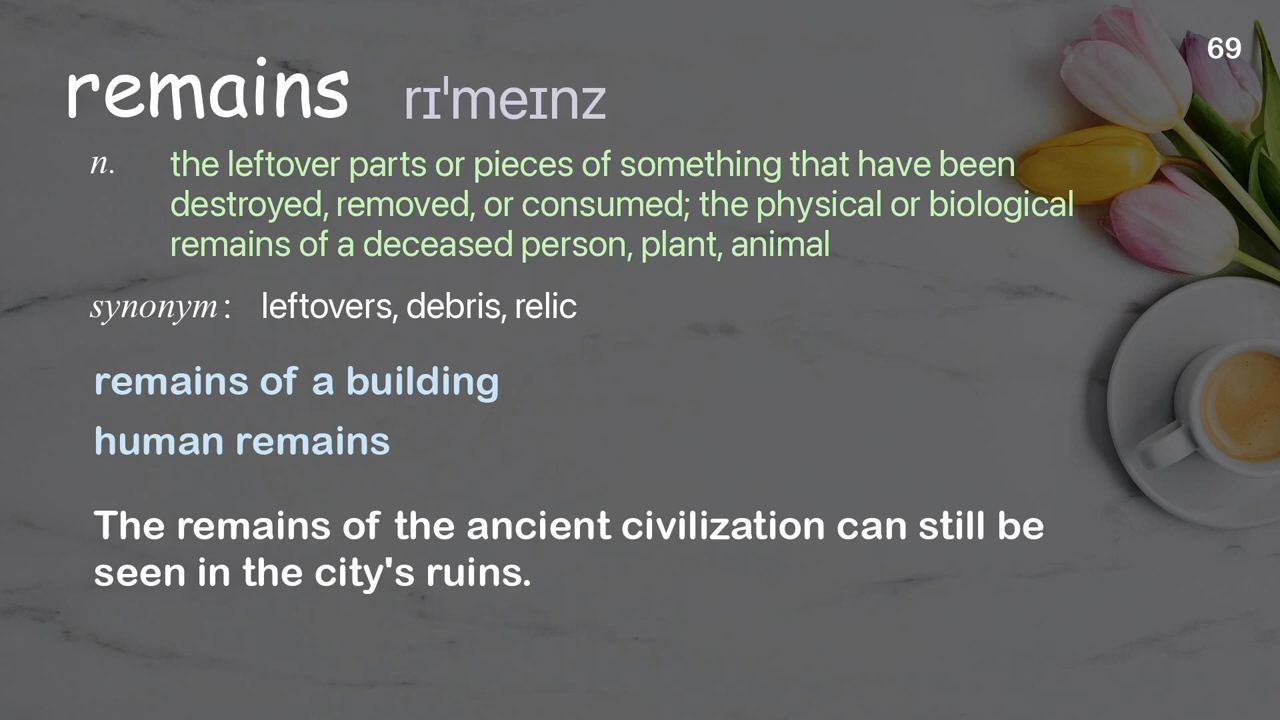 69
remains rɪˈmeɪnz
n. the leftover parts or pieces of something that have been
destroyed, removed, or consumed; the physical or biological
remains of a deceased person, plant, animal
synonym: leftovers, debris, relic
remains of a building
human remains
The remains of the ancient civilization can still be
seen in the city's ruins.